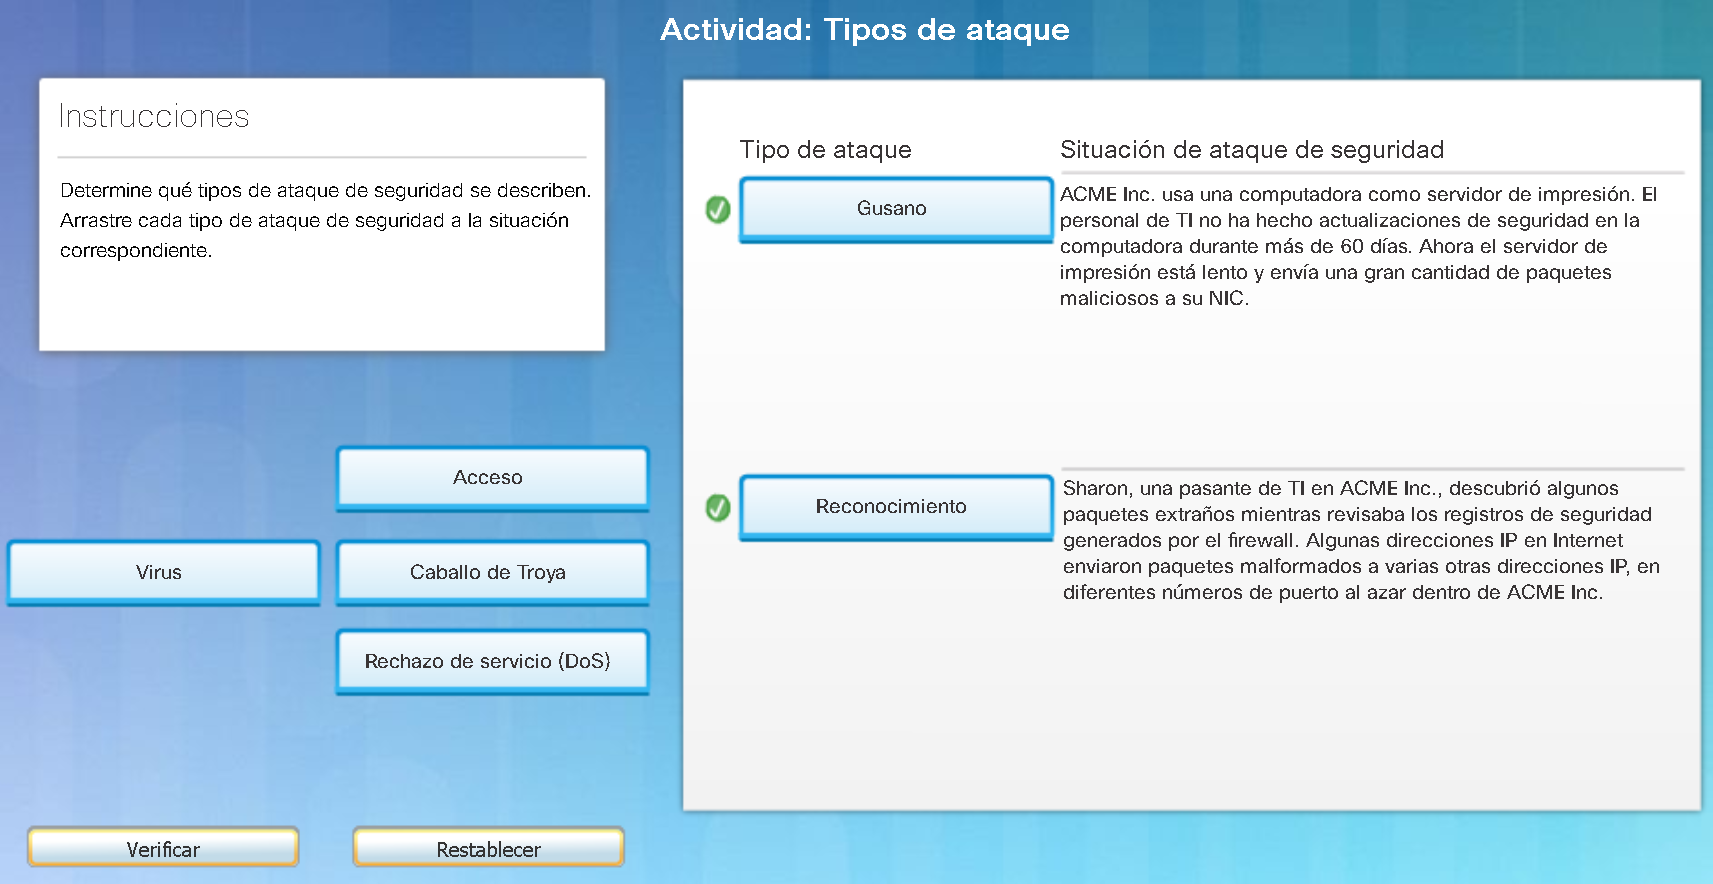 Actividad: Tipos de ataque
Instrucciones
Determine qué tipos de ataque de seguridad se describen.
Arrastre cada tipo de ataque de seguridad a la situación
correspondiente.
Acceso
Virus
Caballo de Troya
Rechazo de servicio (DoS)
Verificar
Restablecer
Tipo de ataque
Situación de ataque de seguridad
Gusano
ACME Inc. usa una computadora como servidor de impresión. El
personal de TI no ha hecho actualizaciones de seguridad en la
computadora durante más de 60 días. Ahora el servidor de
impresión está lento y envía una gran cantidad de paquetes
maliciosos a su NIC.
Reconocimiento
Sharon, una pasante de TI en ACME Inc., descubrió algunos
paquetes extraños mientras revisaba los registros de seguridad
generados por el firewall. Algunas direcciones IP en Internet
enviaron paquetes malformados a varias otras direcciones IP, en
diferentes números de puerto al azar dentro de ACME Inc.